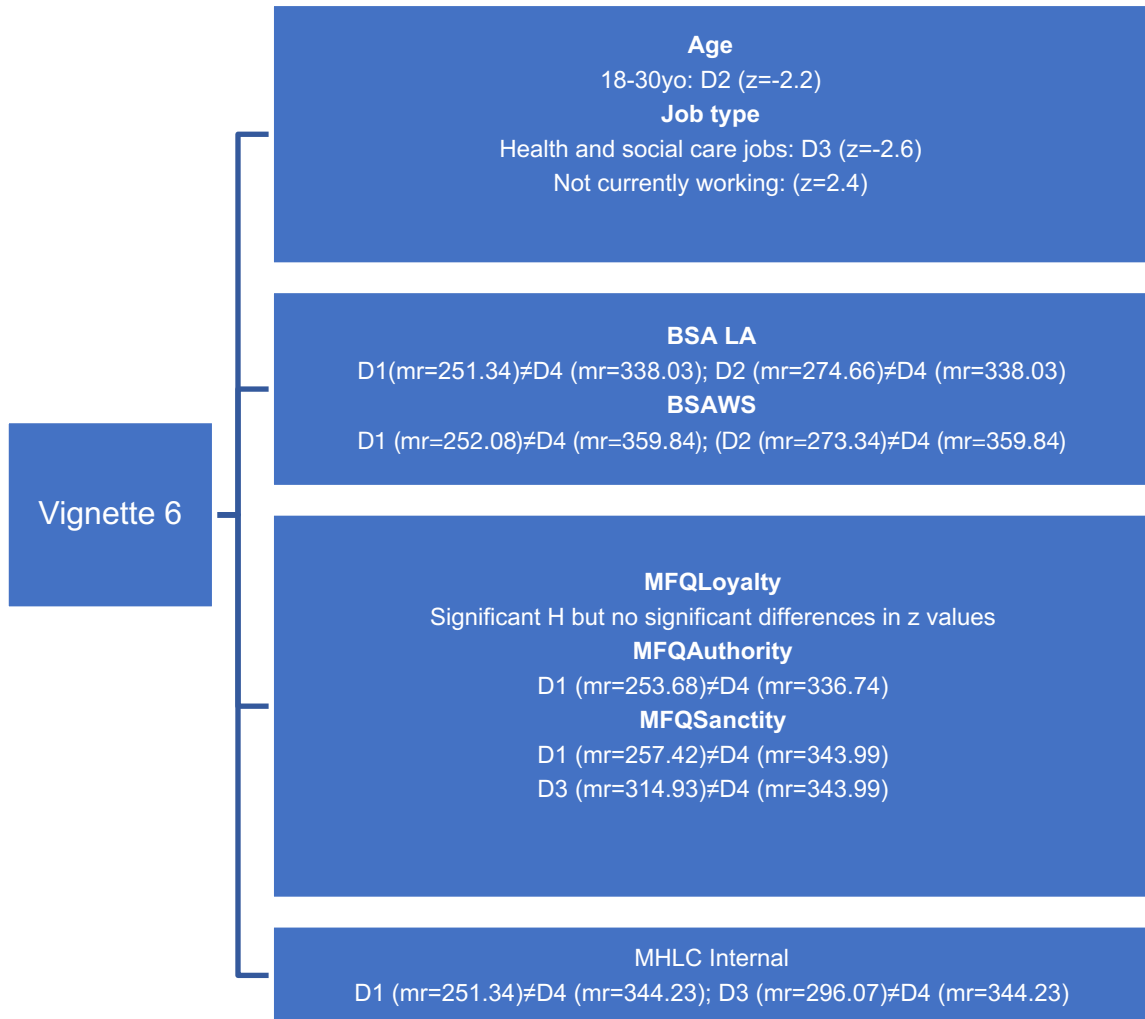 Age
18-30yo: D2 (z=-2.2)
Job type
Health and social care jobs: D3 (z=-2.6)
Not currently working: (z=2.4)
BSA LA
D1(mr=251.34)≠D4 (mr=338.03); D2 (mr=274.66)≠D4 (mr=338.03)
BSAWS
D1 (mr=252.08)≠D4 (mr=359.84); (D2 (mr=273.34)≠D4 (mr=359.84)
Vignette 6
MFQLoyalty
Significant H but no significant differences in z values
MFQAuthority
D1 (mr=253.68)≠D4 (mr=336.74)
MFQSanctity
D1 (mr=257.42)≠D4 (mr=343.99)
D3 (mr=314.93)≠D4 (mr=343.99)
MHLC Internal
D1 (mr=251.34)≠D4 (mr=344.23); D3 (mr=296.07)≠D4 (mr=344.23)